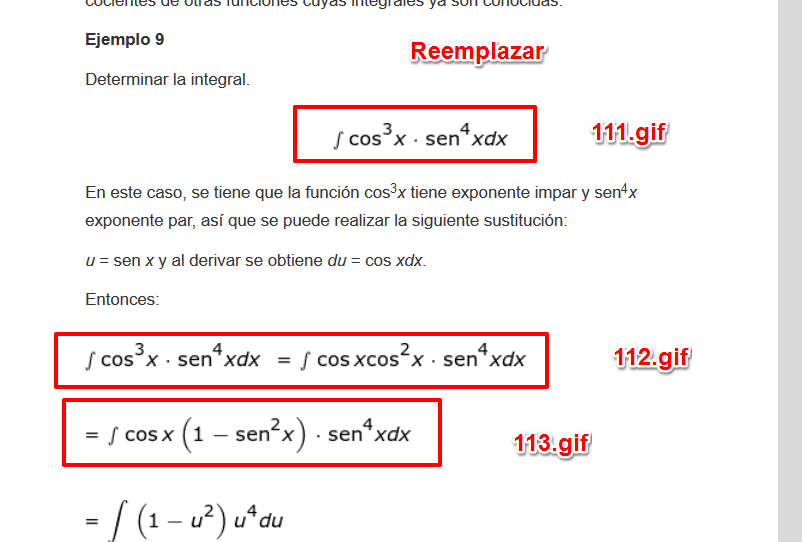 cocientes de otras funciones cuyas integrales ya son conocidas.
Ejemplo 9
Reemplazar
Determinar la integral.
∫ cos³x · sen⁴xdx
111.gif
En este caso, se tiene que la función cos³x tiene exponente impar y sen⁴x
exponente par, así que se puede realizar la siguiente sustitución:
u = sen x y al derivar se obtiene du = cos xdx.
Entonces:
∫ cos³x · sen⁴xdx = ∫ cos xcos²x · sen⁴xdx
112.gif
= ∫ cos x (1 − sen²x) · sen⁴xdx
113.gif
= ∫ (1 − u²) u⁴du